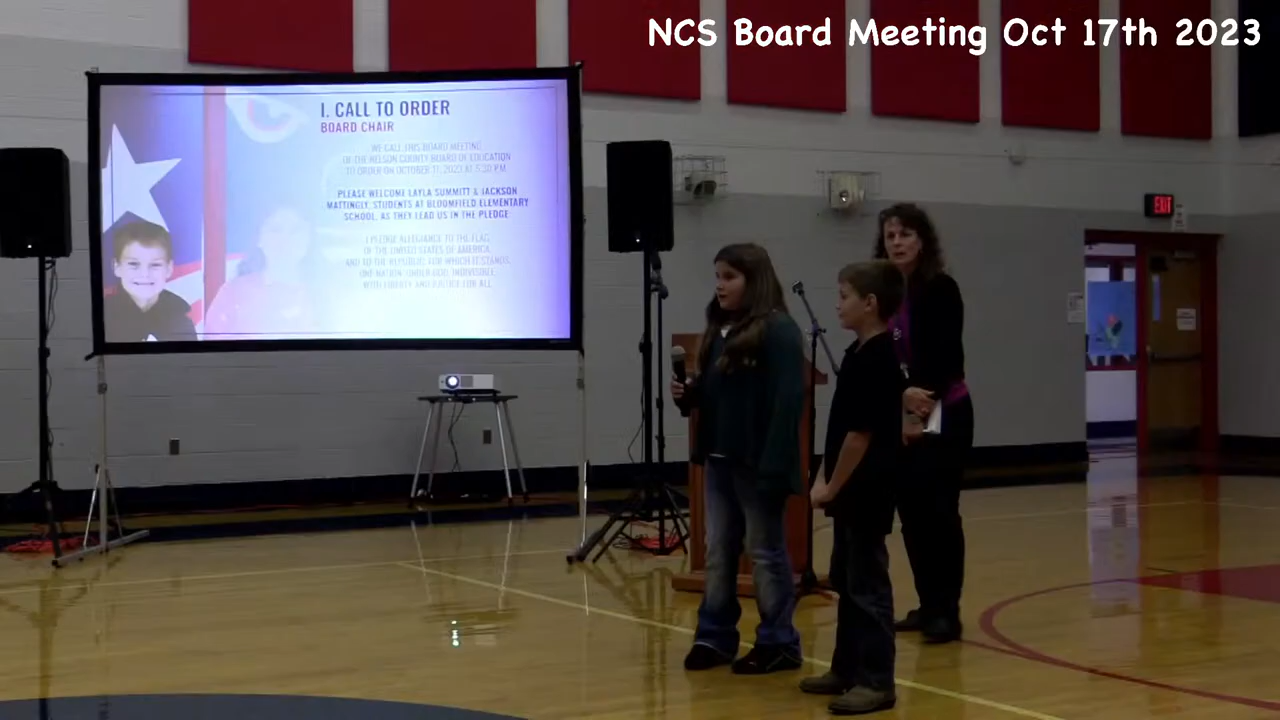 NCS Board Meeting Oct 17th 2023
I. CALL TO ORDER
BOARD CHAIR
WE CALL THIS BOARD MEETING
OF THE NELSON COUNTY BOARD OF EDUCATION
TO ORDER ON OCTOBER 17, 2023 AT 5:30 P.M.
PLEASE WELCOME LAYLA SUMMITT & JACKSON
MATTINGLY, STUDENTS AT BLOOMFIELD ELEMENTARY
SCHOOL, AS THEY LEAD US IN THE PLEDGE
I PLEDGE ALLEGIANCE TO THE FLAG
OF THE UNITED STATES OF AMERICA,
AND TO THE REPUBLIC FOR WHICH IT STANDS,
ONE NATION, UNDER GOD, INDIVISIBLE,
WITH LIBERTY AND JUSTICE FOR ALL.
EXIT